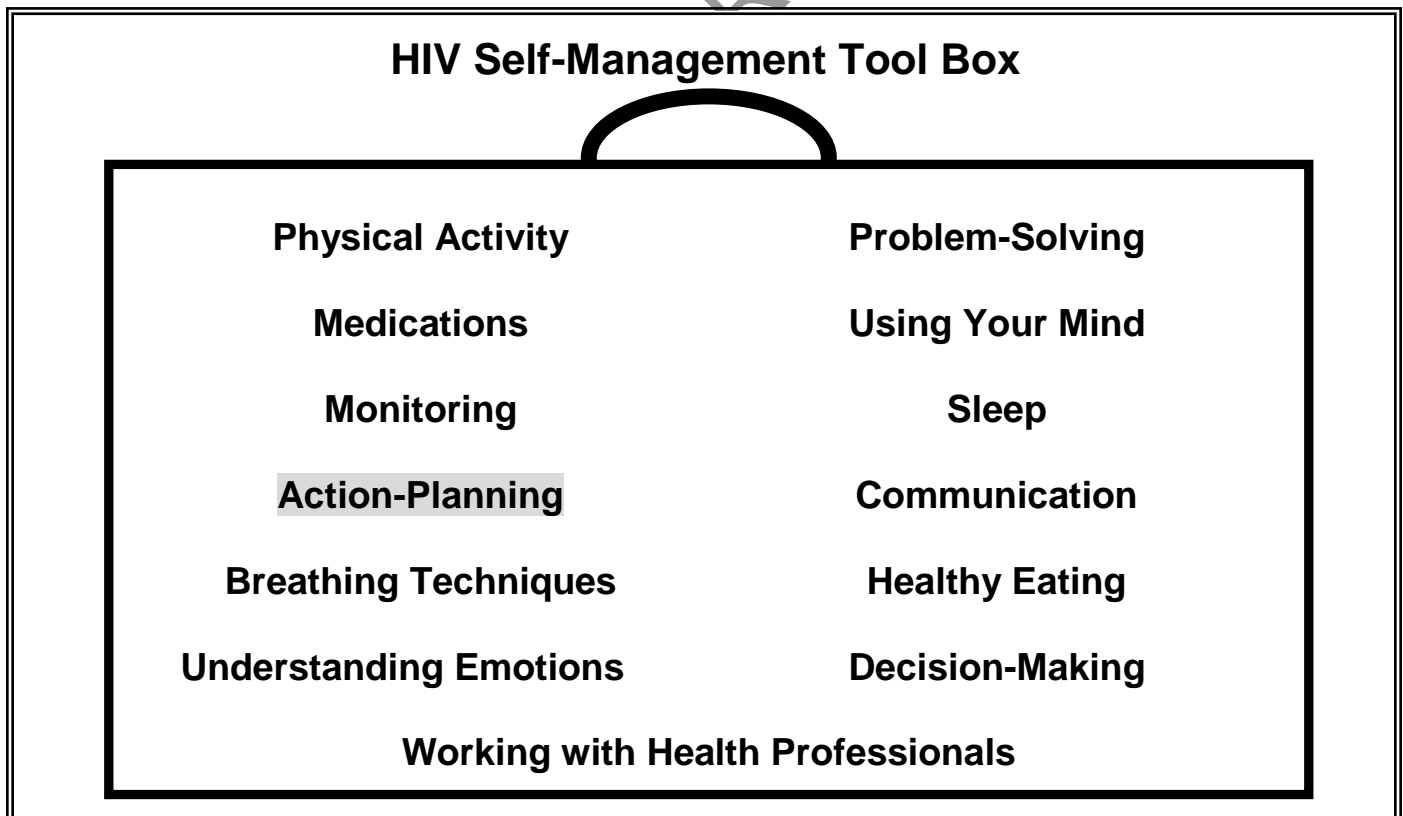 HIV Self-Management Tool Box
Physical Activity Problem-Solving
Medications Using Your Mind
Monitoring Sleep
Action-Planning Communication
Breathing Techniques Healthy Eating
Understanding Emotions Decision-Making
Working with Health Professionals